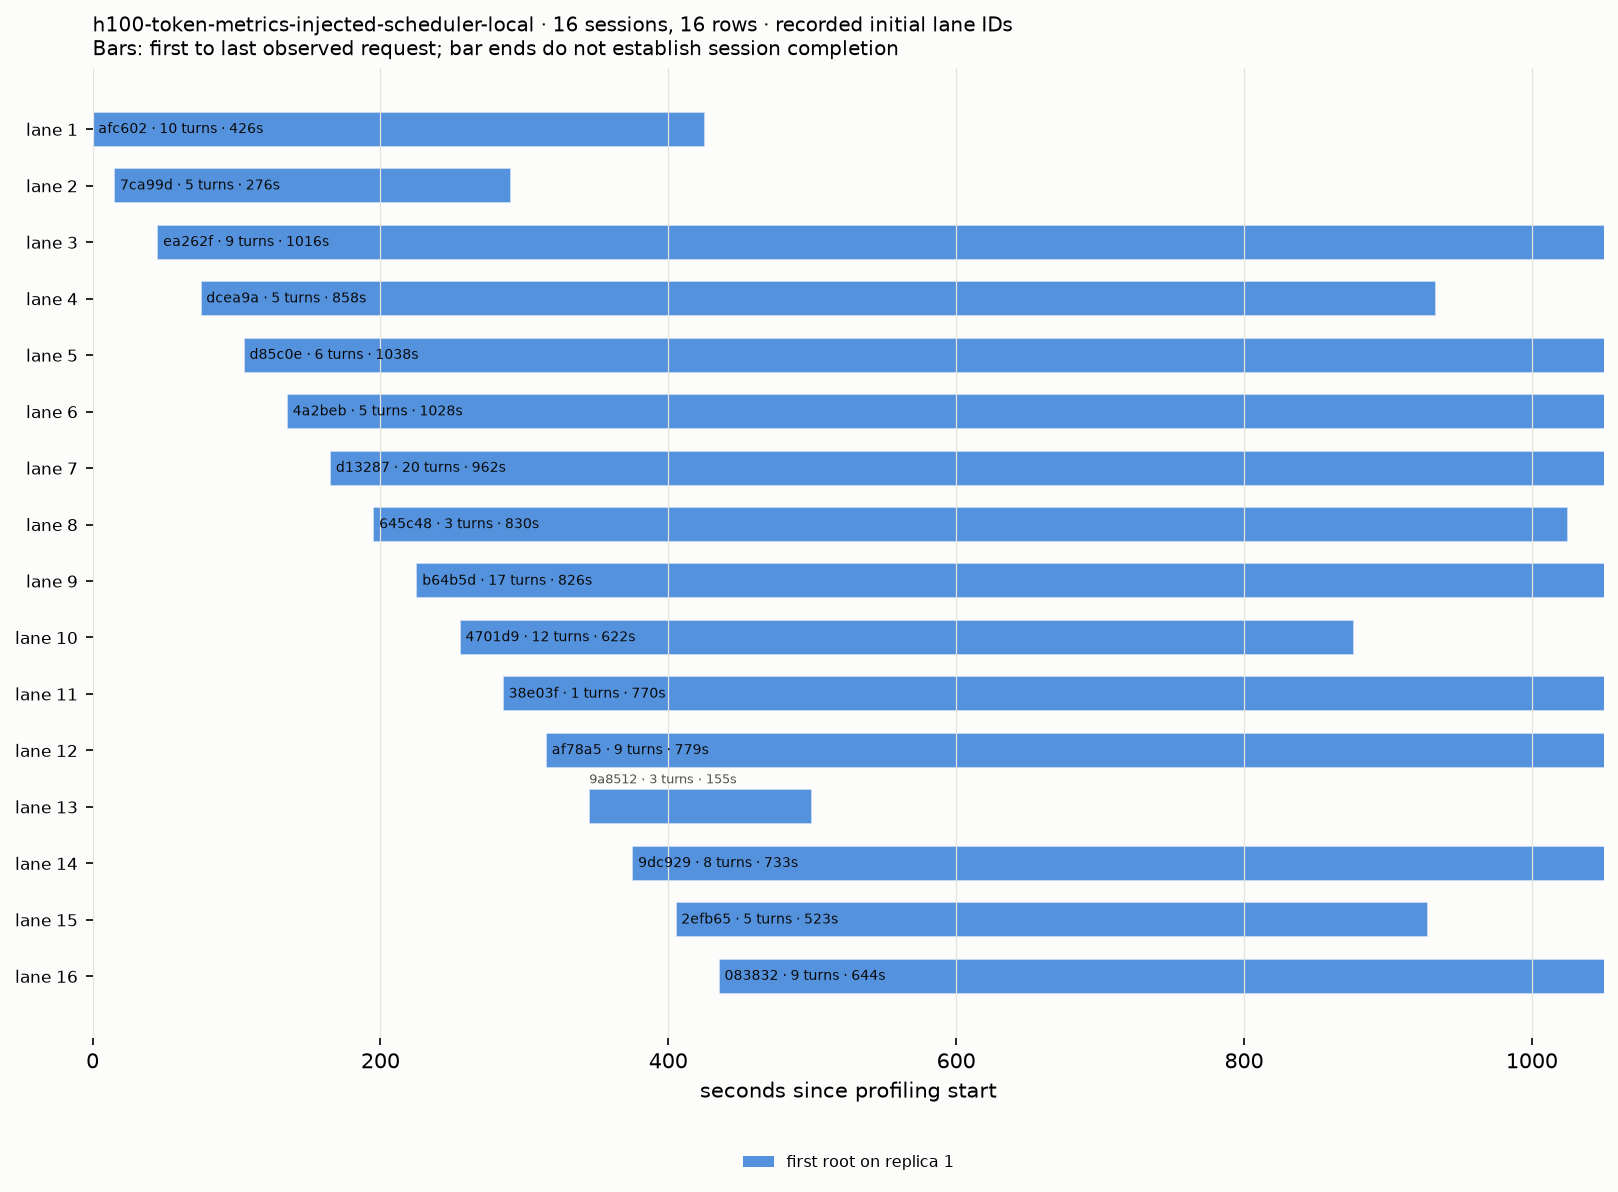 h100-token-metrics-injected-scheduler-local · 16 sessions, 16 rows · recorded initial lane IDs
Bars: first to last observed request; bar ends do not establish session completion
lane 1
afc602 · 10 turns · 426s
lane 2
7ca99d · 5 turns · 276s
lane 3
ea262f · 9 turns · 1016s
lane 4
dcea9a · 5 turns · 858s
lane 5
d85c0e · 6 turns · 1038s
lane 6
4a2beb · 5 turns · 1028s
lane 7
d13287 · 20 turns · 962s
lane 8
645c48 · 3 turns · 830s
lane 9
b64b5d · 17 turns · 826s
lane 10
4701d9 · 12 turns · 622s
lane 11
38e03f · 1 turns · 770s
lane 12
af78a5 · 9 turns · 779s
9a8512 · 3 turns · 155s
lane 13
lane 14
9dc929 · 8 turns · 733s
lane 15
2efb65 · 5 turns · 523s
lane 16
083832 · 9 turns · 644s
0 200 400 600 800 1000
seconds since profiling start
first root on replica 1